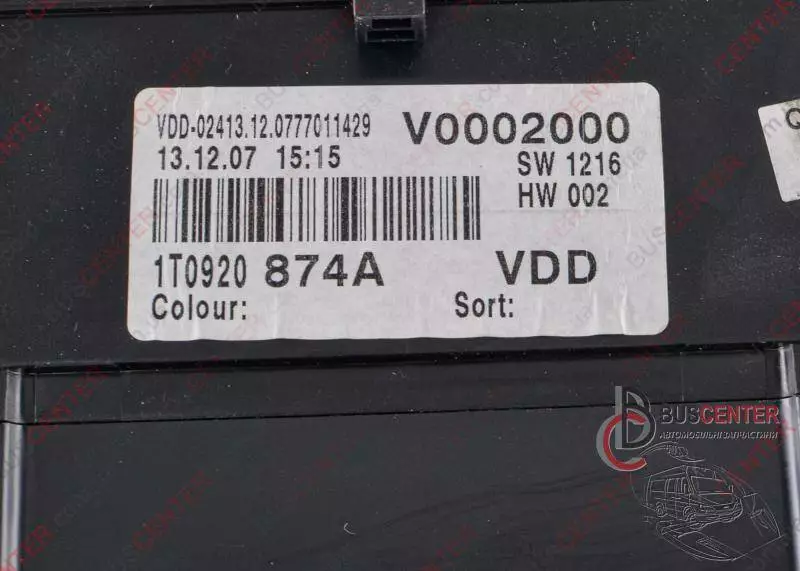 VDD-02413.12.0777011429 V0002000
13.12.07 15:15 SW 1216
HW 002
1T0920 874A VDD
Colour: Sort:
Q
BUSCENTER
АВТОМОБІЛЬНІ ЗАПЧАСТИНИ